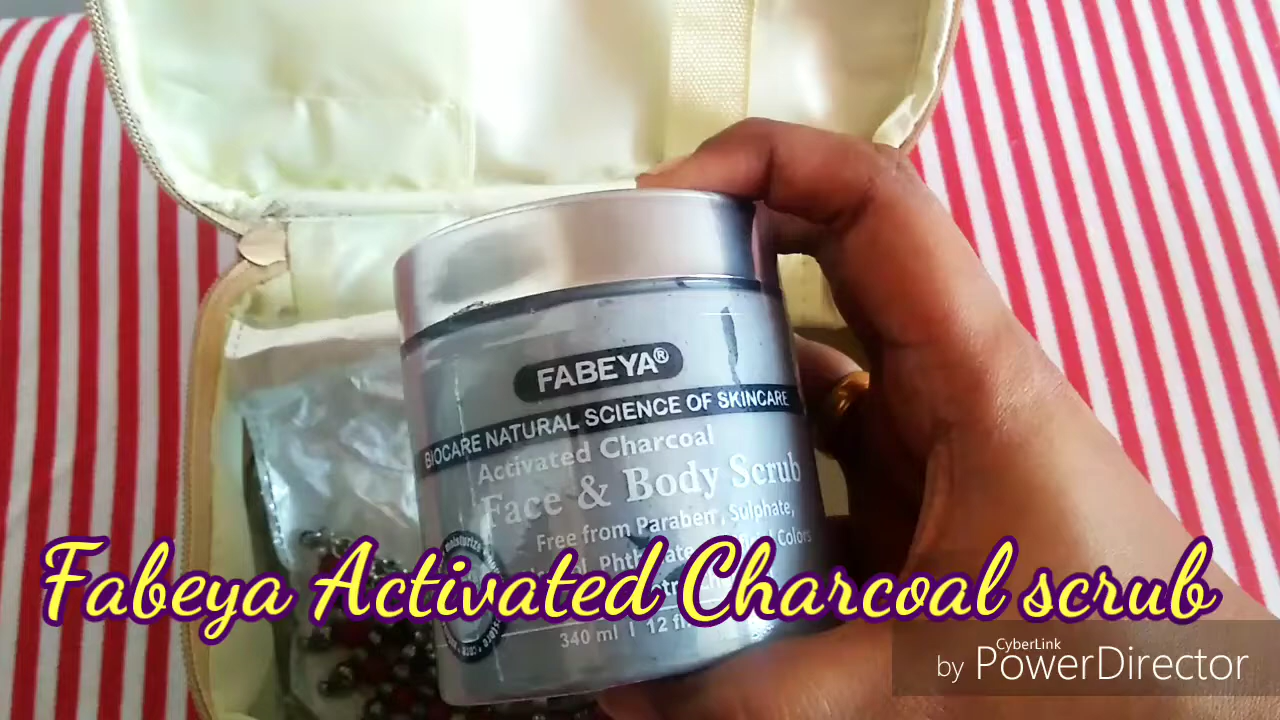 FABEYA®
BIOCARE NATURAL SCIENCE OF SKINCARE
Activated Charcoal
Face & Body Scrub
Free from Paraben, Sulphate,
Colors
340 ml | 12 fl
Fabeya Activated Charcoal scrub
CyberLink
by PowerDirector